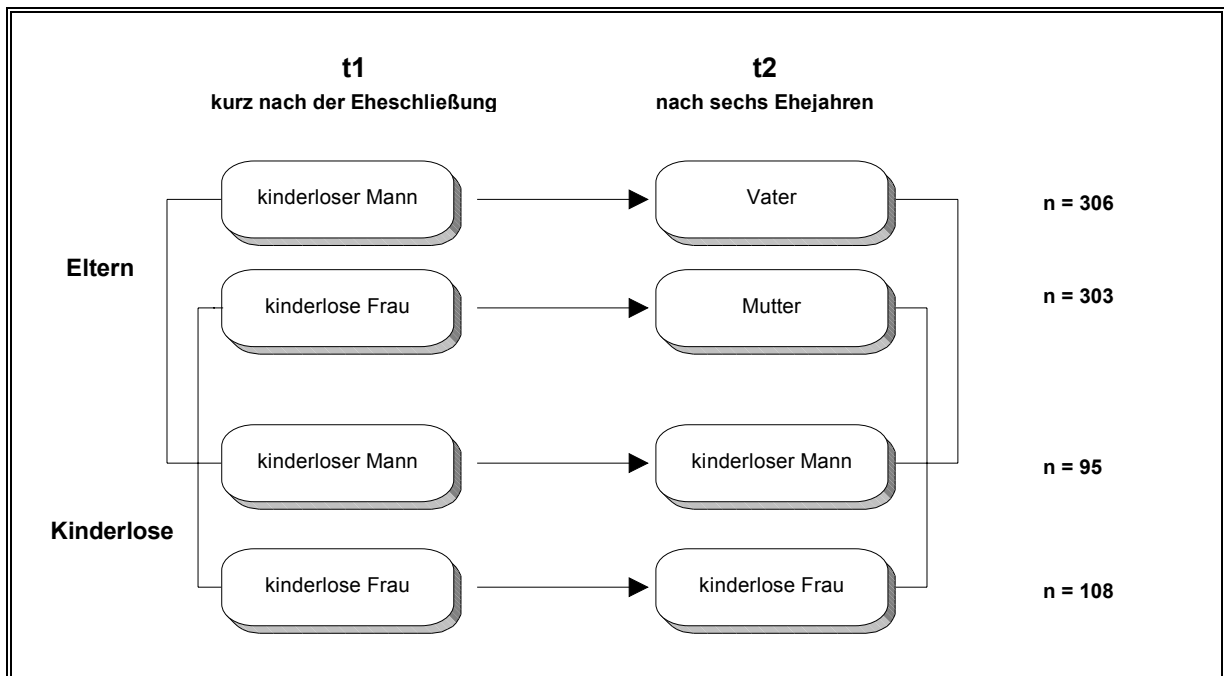 t1
kurz nach der Eheschließung
t2
nach sechs Ehejahren
Eltern
kinderloser Mann
Vater
n = 306
kinderlose Frau
Mutter
n = 303
Kinderlose
kinderloser Mann
kinderloser Mann
n = 95
kinderlose Frau
kinderlose Frau
n = 108